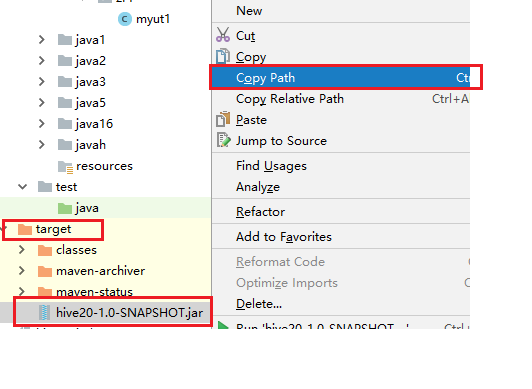 myut1
java1
java2
java3
java5
java16
javah
resources
test
java
target
classes
maven-archiver
maven-status
hive20-1.0-SNAPSHOT.jar
New
Cut
Copy
Copy Path Ct
Copy Relative Path Ctrl+A
Paste
Jump to Source
Find Usages
Analyze
Refactor
Add to Favorites
Reformat Code
Optimize Imports
Delete...
Run 'hive20-1.0-SNAPSHOT...'